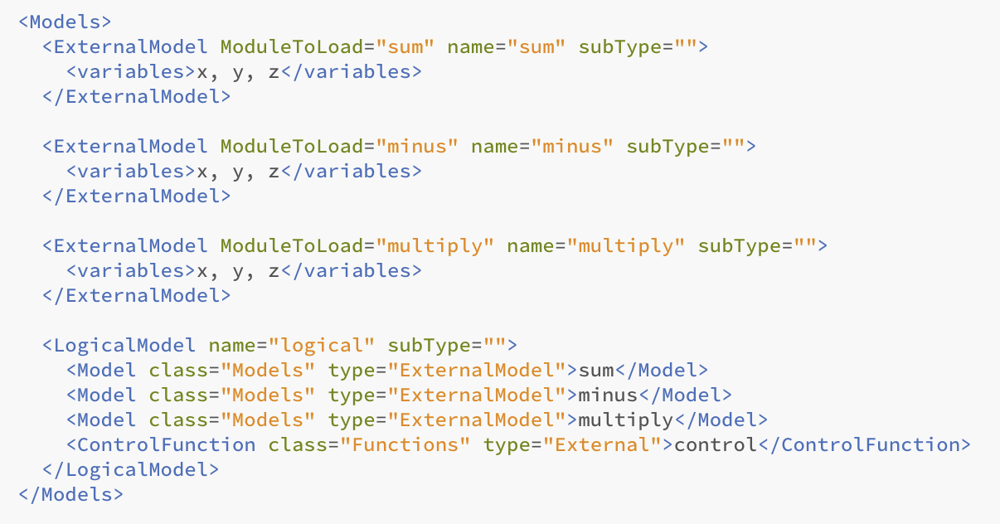 <Models>
  <ExternalModel ModuleToLoad="sum" name="sum" subType="">
    <variables>x, y, z</variables>
  </ExternalModel>

  <ExternalModel ModuleToLoad="minus" name="minus" subType="">
    <variables>x, y, z</variables>
  </ExternalModel>

  <ExternalModel ModuleToLoad="multiply" name="multiply" subType="">
    <variables>x, y, z</variables>
  </ExternalModel>

  <LogicalModel name="logical" subType="">
    <Model class="Models" type="ExternalModel">sum</Model>
    <Model class="Models" type="ExternalModel">minus</Model>
    <Model class="Models" type="ExternalModel">multiply</Model>
    <ControlFunction class="Functions" type="External">control</ControlFunction>
  </LogicalModel>
</Models>